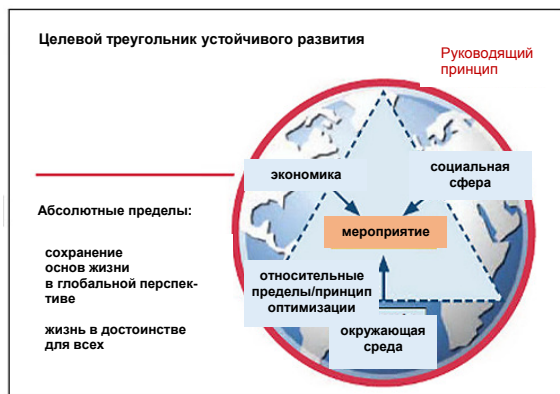 Целевой треугольник устойчивого развития
Руководящий
принцип
экономика
социальная
сфера
Абсолютные пределы:
мероприятие
сохранение
основ жизни
в глобальной перспек-
тиве
относительные
пределы/принцип
оптимизации
жизнь в достоинстве
для всех
окружающая
среда